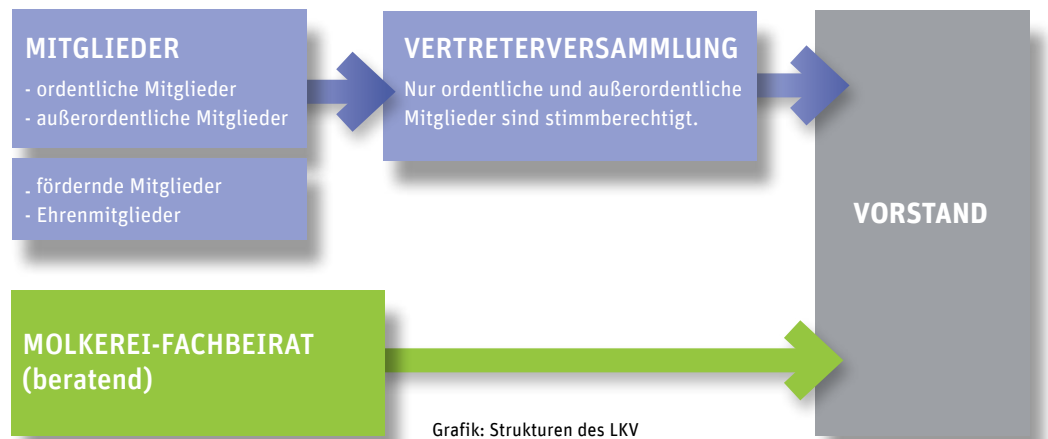 MITGLIEDER
- ordentliche Mitglieder
- außerordentliche Mitglieder
- fördernde Mitglieder
- Ehrenmitglieder
VERTRETERVERSAMMLUNG
Nur ordentliche und außerordentliche
Mitglieder sind stimmberechtigt.
VORSTAND
MOLKEREI-FACHBEIRAT
(beratend)
Grafik: Strukturen des LKV